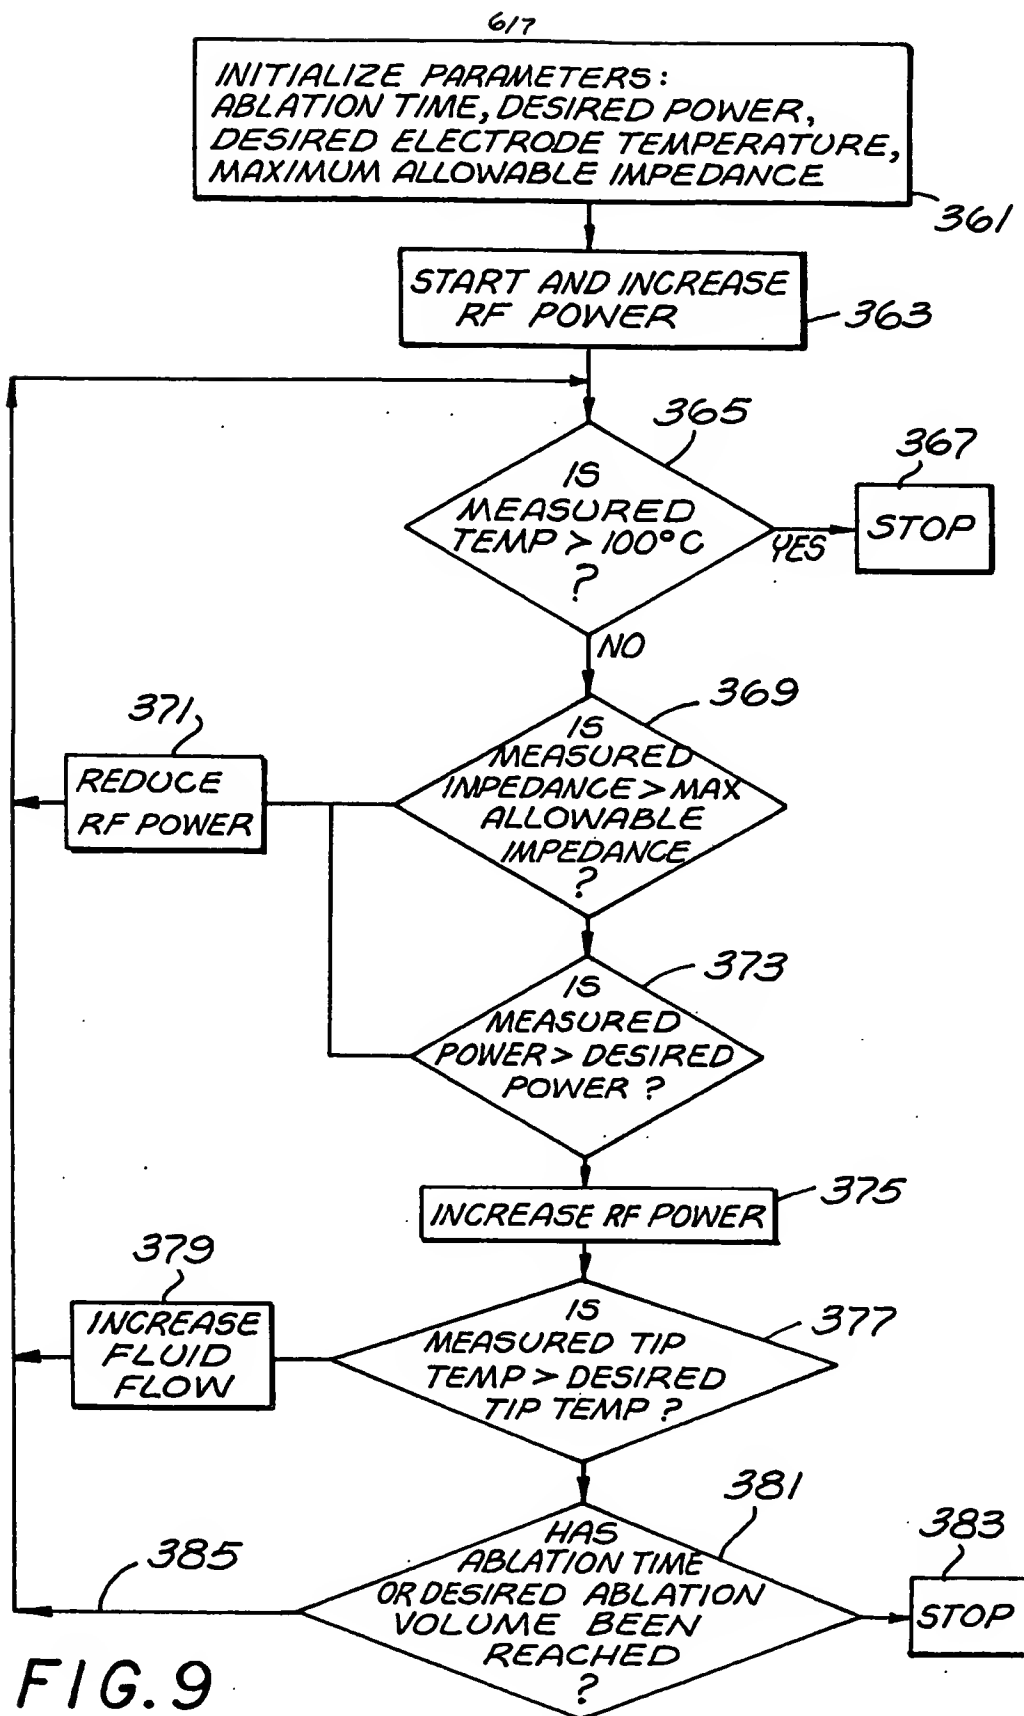 6/7
INITIALIZE PARAMETERS:
ABLATION TIME, DESIRED POWER,
DESIRED ELECTRODE TEMPERATURE,
MAXIMUM ALLOWABLE IMPEDANCE
361
START AND INCREASE
RF POWER
363
365
IS
MEASURED
TEMP > 100°C
?
YES
367
STOP
NO
369
IS
MEASURED
IMPEDANCE > MAX
ALLOWABLE
IMPEDANCE
?
371
REDUCE
RF POWER
373
IS
MEASURED
POWER > DESIRED
POWER ?
375
INCREASE RF POWER
377
IS
MEASURED TIP
TEMP > DESIRED
TIP TEMP ?
379
INCREASE
FLUID
FLOW
381
HAS
ABLATION TIME
OR DESIRED ABLATION
VOLUME BEEN
REACHED
?
383
STOP
385
FIG. 9